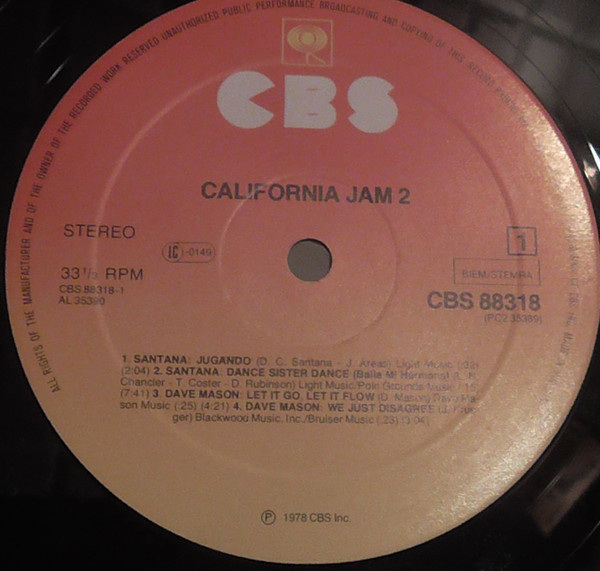 ALL RIGHTS OF THE MANUFACTURER AND OF THE OWNER OF THE RECORDED WORK RESERVED UNAUTHORIZED PUBLIC PERFORMANCE BROADCASTING AND COPYING OF THIS RECORD
CBS
CALIFORNIA JAM 2
STEREO
LC -0149
1
33 1/3 RPM
BIEM/STEMRA
CBS 88318-1
CBS 88318
AL 35390
(PC2 35389)
1. SANTANA: JUGANDO (D. C. Santana - J. Areas) Light Music
(2:04) 2. SANTANA: DANCE SISTER DANCE (Baila Mi Hermana) (L. N.
Chancler - T. Coster - D. Rubinson) Light Music/Polo Grounds Music
(7:41) 3. DAVE MASON: LET IT GO, LET IT FLOW (D. Mason) Dave Ma-
son Music (:25) (4:21) 4. DAVE MASON: WE JUST DISAGREE (J. Krue-
ger) Blackwood Music, Inc./Bruiser Music (:23) (3:04)
Ⓟ 1978 CBS Inc.